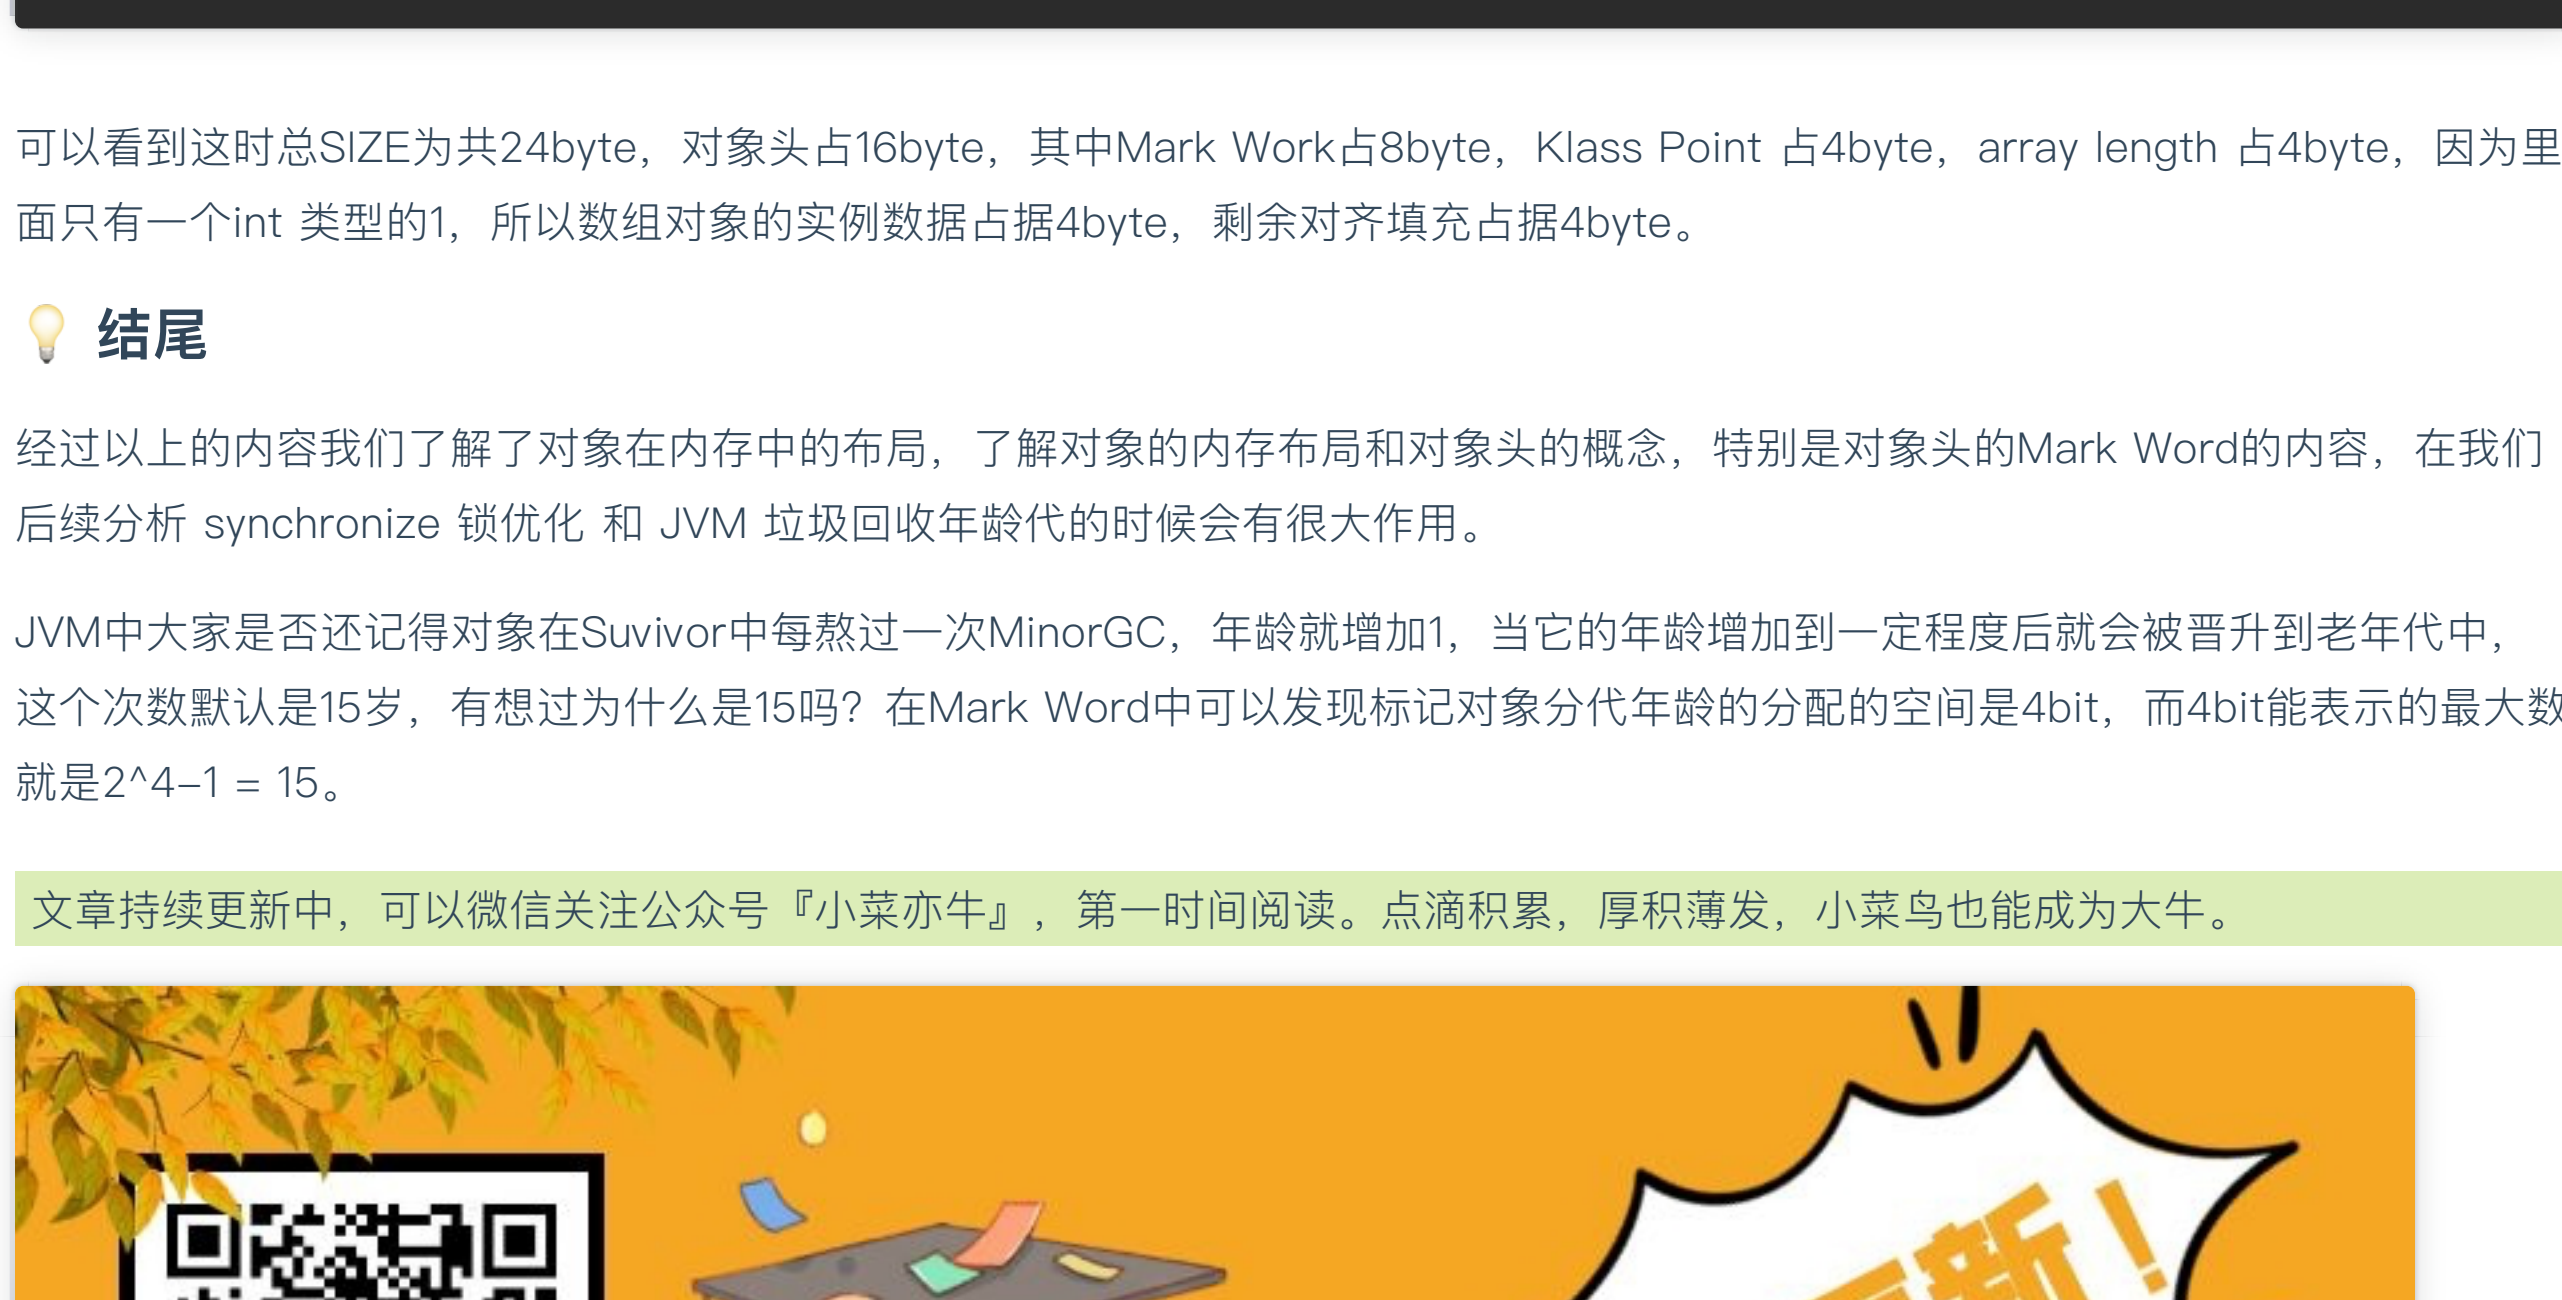 可以看到这时总SIZE为共24byte，对象头占16byte，其中Mark Work占8byte，Klass Point 占4byte，array length 占4byte，因为里
面只有一个int 类型的1，所以数组对象的实例数据占据4byte，剩余对齐填充占据4byte。
💡 结尾
经过以上的内容我们了解了对象在内存中的布局，了解对象的内存布局和对象头的概念，特别是对象头的Mark Word的内容，在我们
后续分析 synchronize 锁优化 和 JVM 垃圾回收年龄代的时候会有很大作用。
JVM中大家是否还记得对象在Suvivor中每熬过一次MinorGC，年龄就增加1，当它的年龄增加到一定程度后就会被晋升到老年代中，
这个次数默认是15岁，有想过为什么是15吗？在Mark Word中可以发现标记对象分代年龄的分配的空间是4bit，而4bit能表示的最大数
就是2^4–1 = 15。
文章持续更新中，可以微信关注公众号『小菜亦牛』，第一时间阅读。点滴积累，厚积薄发，小菜鸟也能成为大牛。
新！